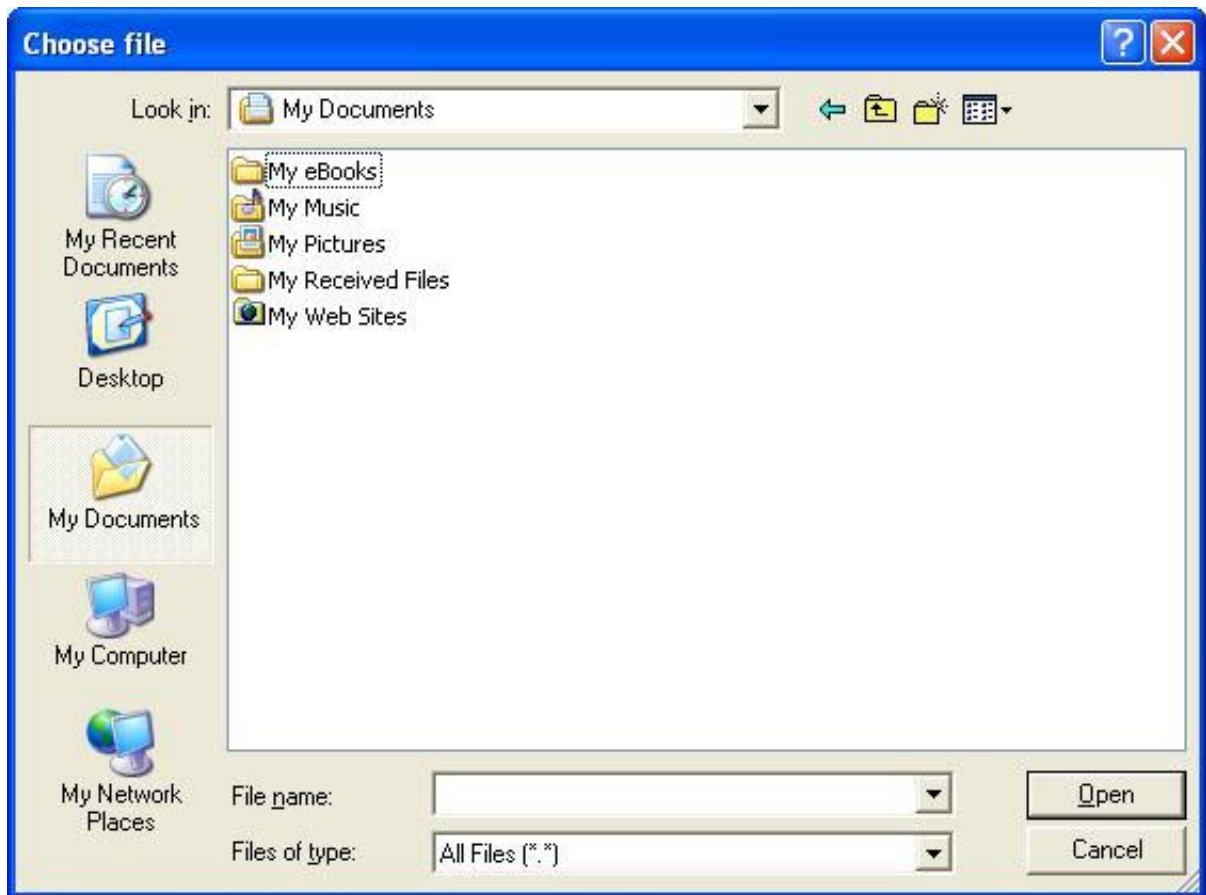 Choose file
Look in:
My Documents
My eBooks
My Music
My Pictures
My Received Files
My Web Sites
My Recent
Documents
Desktop
My Documents
My Computer
My Network
Places
File name:
Open
Files of type:
All Files (*.*)
Cancel